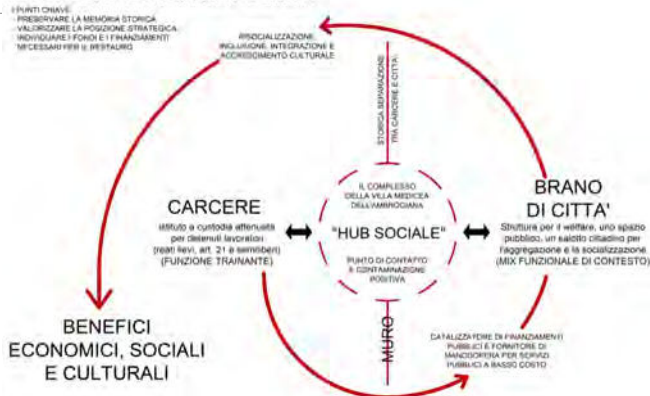 I PUNTI CHIAVE:
- PRESERVARE LA MEMORIA STORICA
- VALORIZZARE LA POSIZIONE STRATEGICA
- INDIVIDUARE I FONDI E I FINANZIAMENTI
NECESSARI PER IL RESTAURO
RISOCIALIZZAZIONE,
INCLUSIONE, INTEGRAZIONE E
ACCRESCIMENTO CULTURALE
STORICA SEPARAZIONE
TRA CARCERE E CITTA'
IL COMPLESSO
DELLA VILLA MEDICEA
DELL'AMBROGIANA
"HUB SOCIALE"
PUNTO DI CONTATTO
E CONTAMINAZIONE
POSITIVA
CARCERE
Istituto a custodia attenuata
per detenuti lavoratori
(reati lievi, art. 21 e semiliberi)
(FUNZIONE TRAINANTE)
BRANO
DI CITTA'
Struttura per il welfare, uno spazio
pubblico, un salotto cittadino per
l'aggregazione e la socializzazione.
(MIX FUNZIONALE DI CONTESTO)
MURO
BENEFICI
ECONOMICI, SOCIALI
E CULTURALI
CATALIZZATORE DI FINANZIAMENTI
PUBBLICI E FORNITORE DI
MANODOPERA PER SERVIZI
PUBBLICI A BASSO COSTO